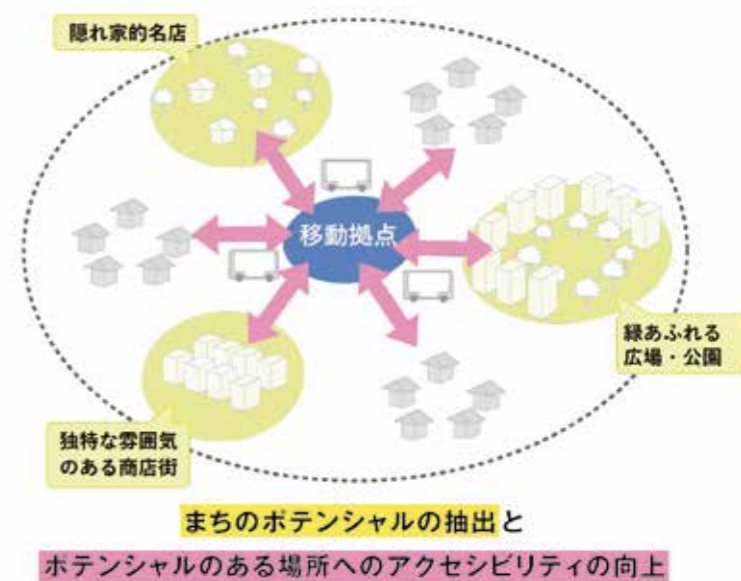 隠れ家的名店
移動拠点
緑あふれる
広場・公園
独特な雰囲気
のある商店街
まちのポテンシャルの抽出と
ポテンシャルのある場所へのアクセシビリティの向上